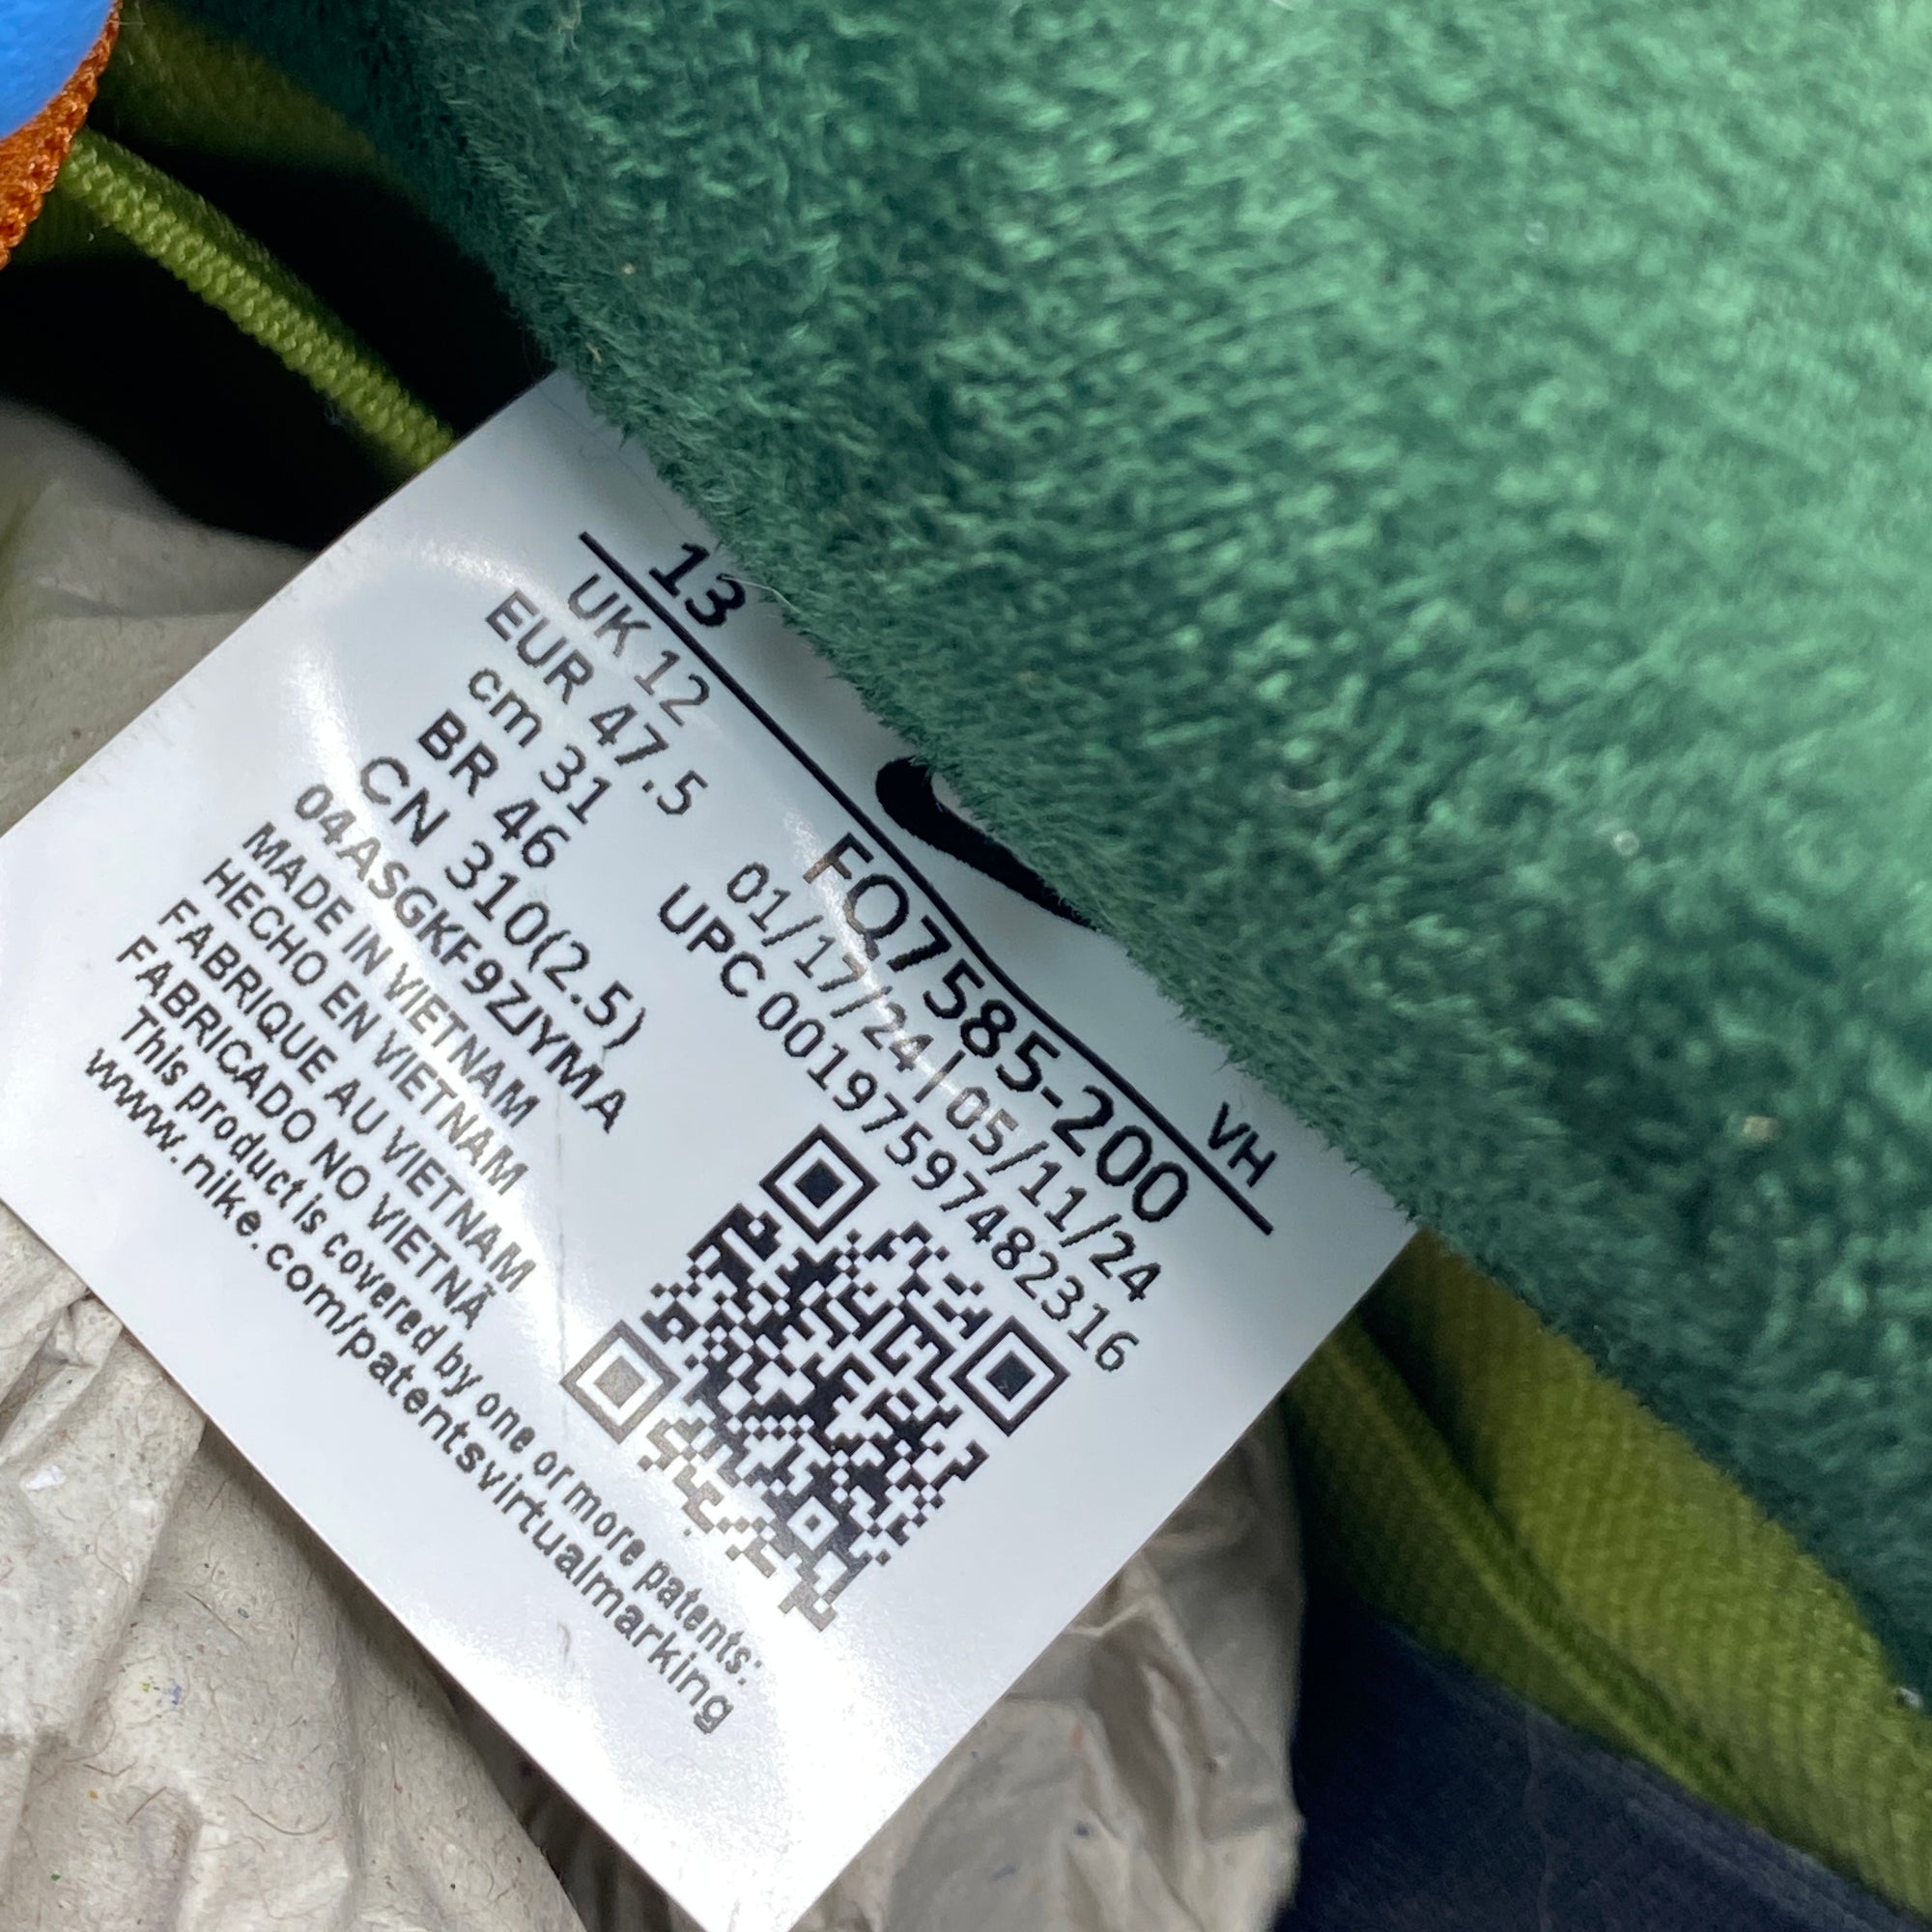 13
VH
UK 12
EUR 47.5
cm 31
BR 46
CN 310(2.5)
04ASGKF9ZJYMA
MADE IN VIETNAM
HECHO EN VIETNAM
FABRIQUE AU VIETNAM
FABRICADO NO VIETNÃ
This product is covered by one or more patents:
www.nike.com/patentsvirtualmarking
FQ7585-200
01/17/24 | 05/11/24
UPC 00197597482316